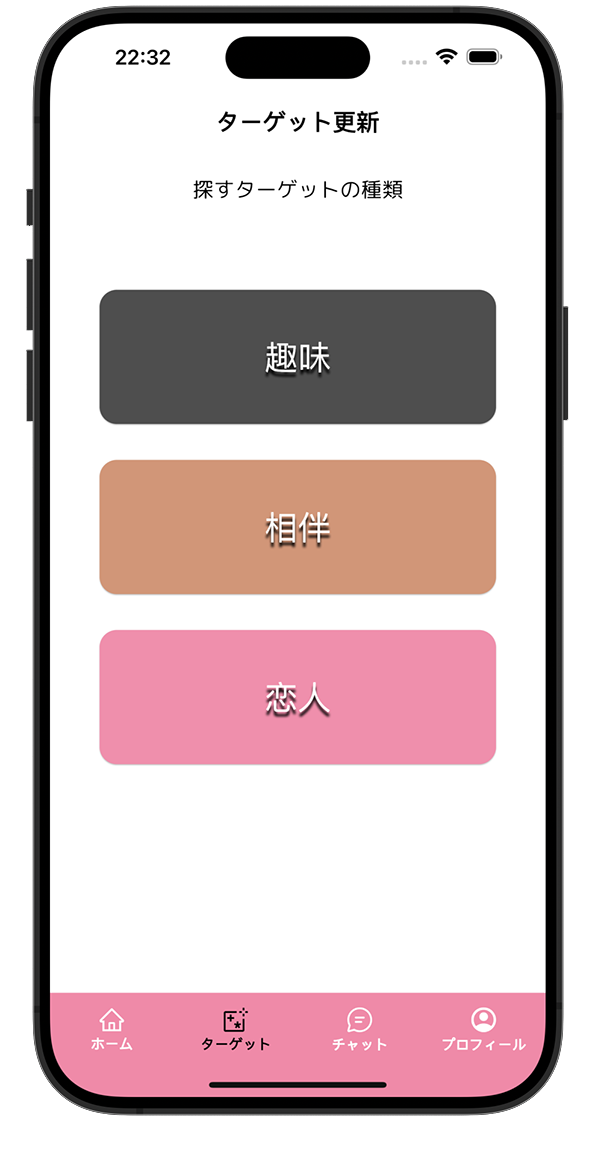 22:32
ターゲット更新
探すターゲットの種類
趣味
相伴
恋人
ホーム
ターゲット
チャット
プロフィール